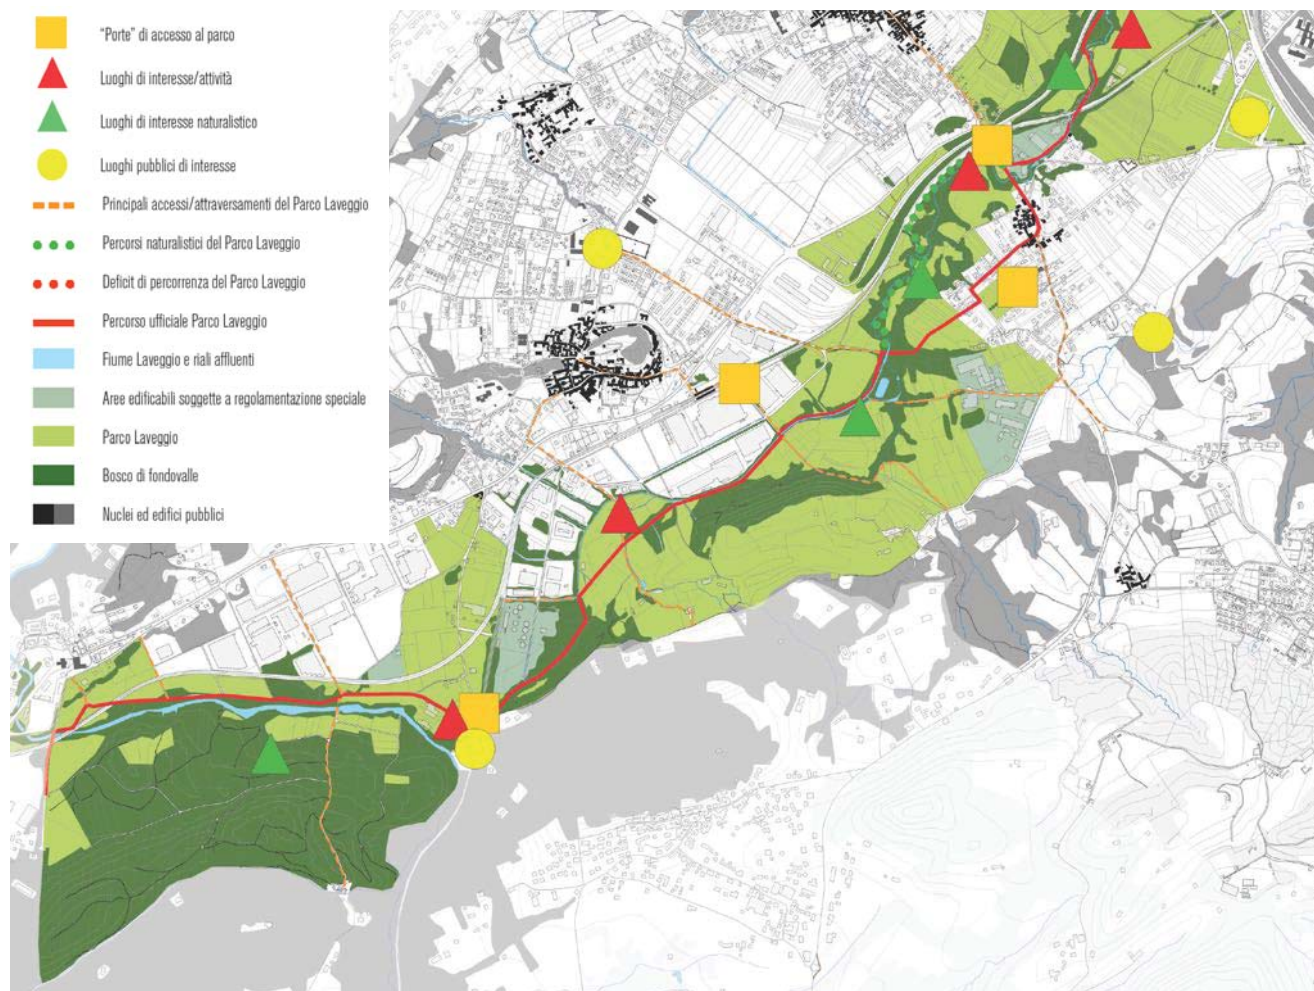 “Porte” di accesso al parco
Luoghi di interesse/attività
Luoghi di interesse naturalistico
Luoghi pubblici di interesse
Principali accessi/attraversamenti del Parco Laveggio
Percorsi naturalistici del Parco Laveggio
Deficit di percorrenza del Parco Laveggio
Percorso ufficiale Parco Laveggio
Fiume Laveggio e riali affluenti
Aree edificabili soggette a regolamentazione speciale
Parco Laveggio
Bosco di fondovalle
Nuclei ed edifici pubblici